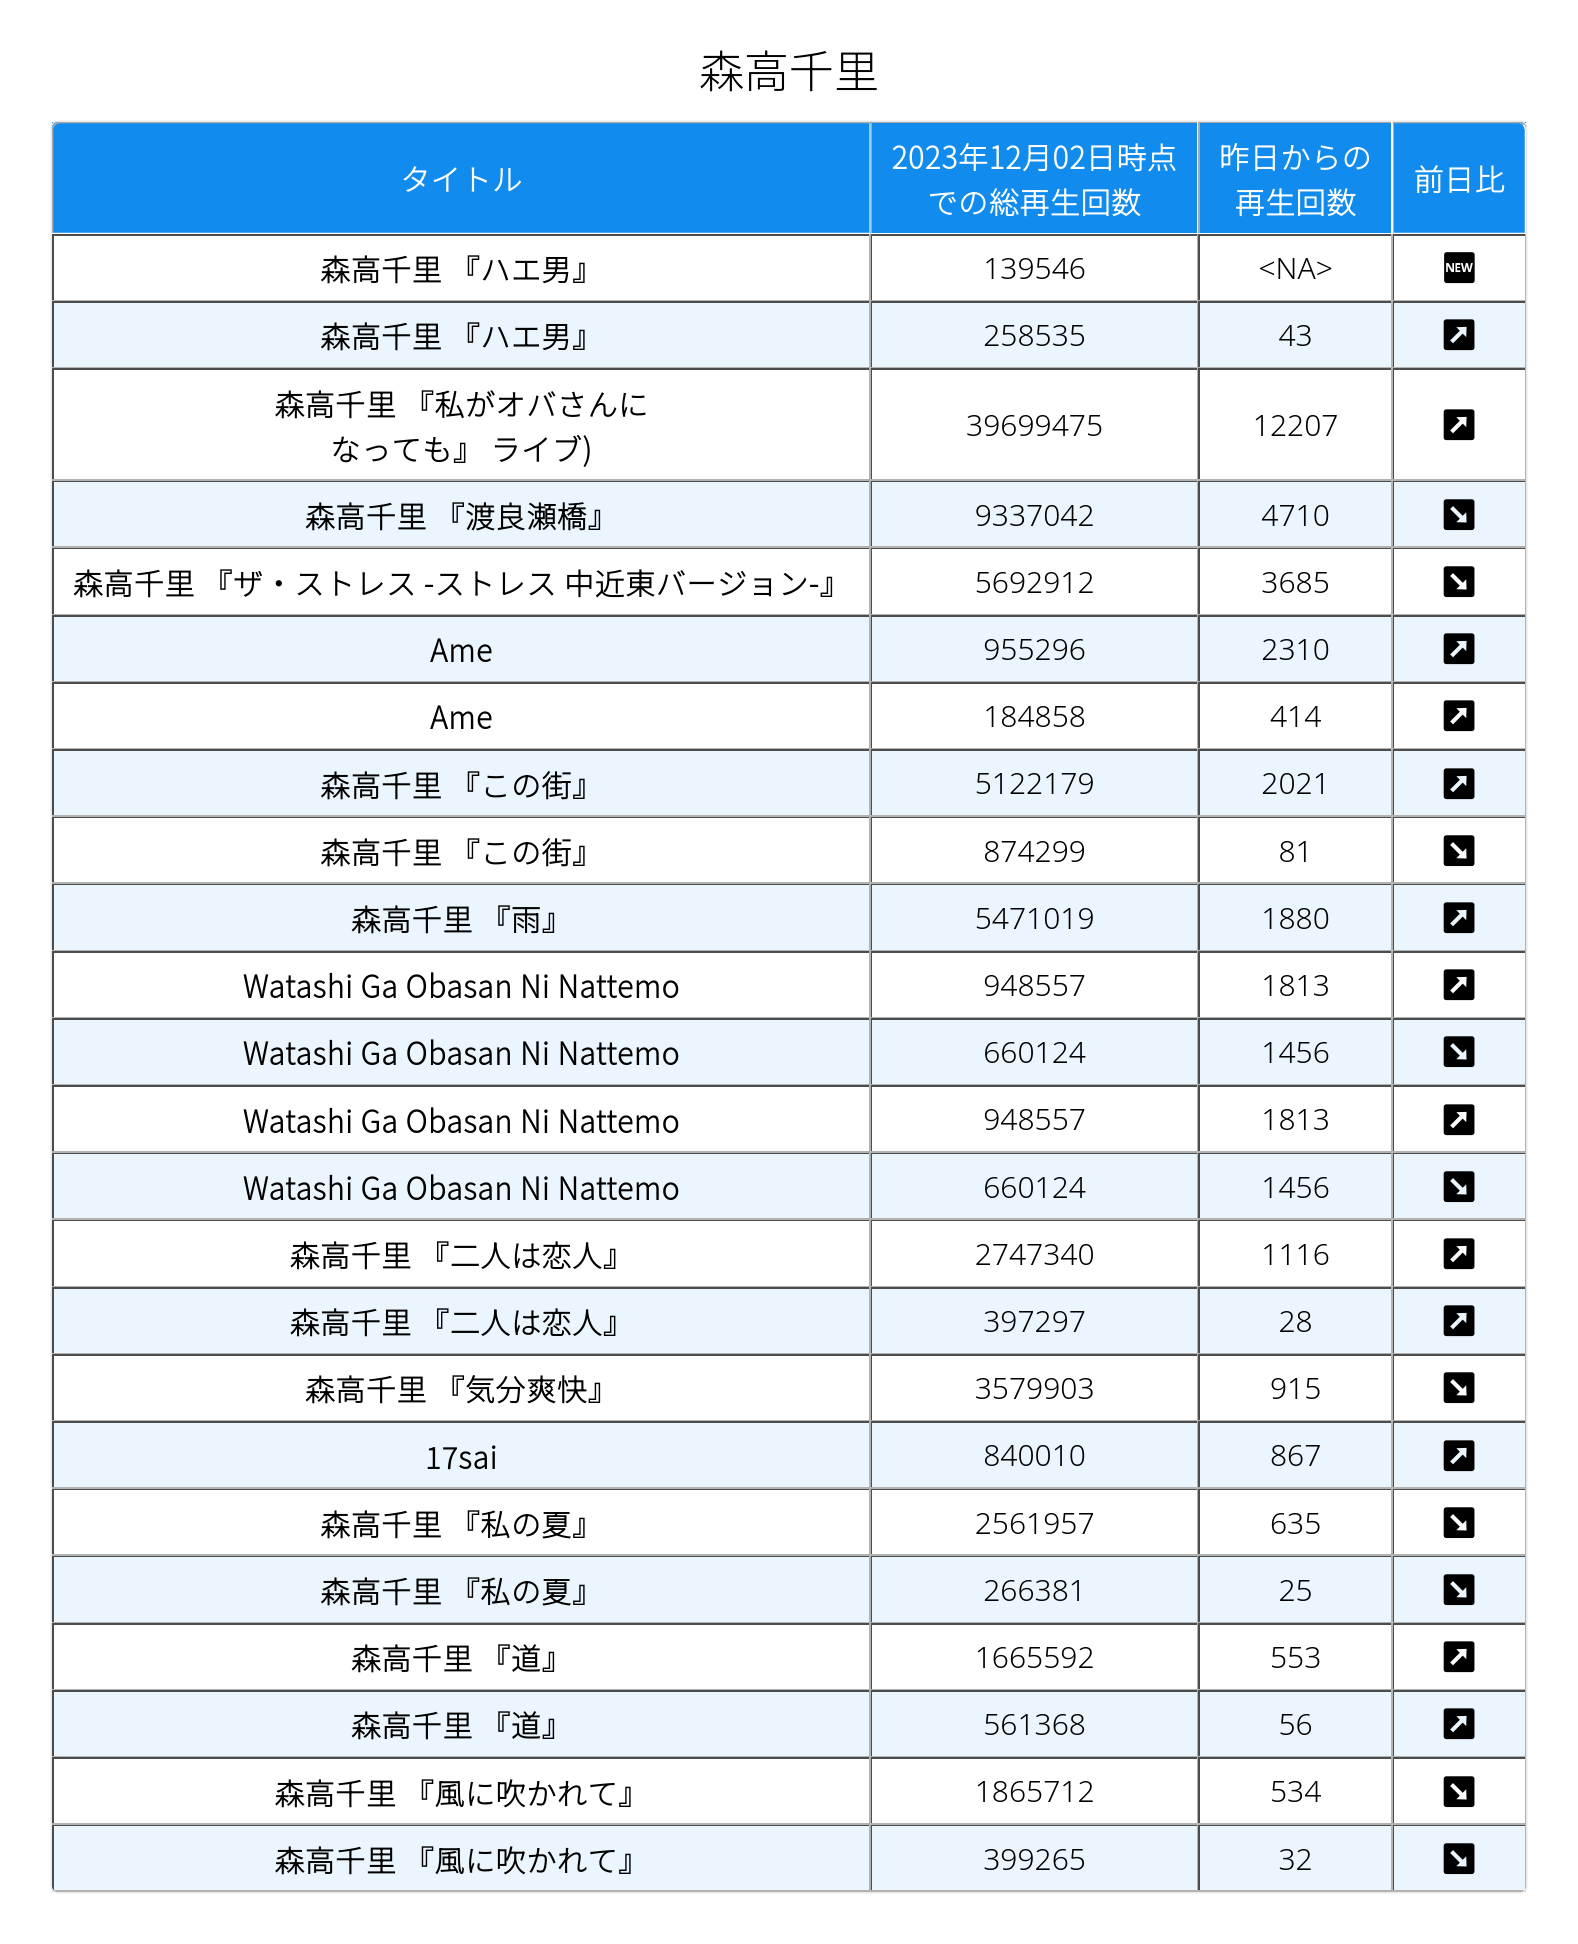 森高千里
タイトル
2023年12月02日時点
での総再生回数
昨日からの
再生回数
前日比
森高千里 『ハエ男』 139546 <NA> NEW
森高千里 『ハエ男』 258535 43
森高千里 『私がオバさんに
なっても』 ライブ) 39699475 12207
森高千里 『渡良瀬橋』 9337042 4710
森高千里 『ザ・ストレス -ストレス 中近東バージョン-』 5692912 3685
Ame 955296 2310
Ame 184858 414
森高千里 『この街』 5122179 2021
森高千里 『この街』 874299 81
森高千里 『雨』 5471019 1880
Watashi Ga Obasan Ni Nattemo 948557 1813
Watashi Ga Obasan Ni Nattemo 660124 1456
Watashi Ga Obasan Ni Nattemo 948557 1813
Watashi Ga Obasan Ni Nattemo 660124 1456
森高千里 『二人は恋人』 2747340 1116
森高千里 『二人は恋人』 397297 28
森高千里 『気分爽快』 3579903 915
17sai 840010 867
森高千里 『私の夏』 2561957 635
森高千里 『私の夏』 266381 25
森高千里 『道』 1665592 553
森高千里 『道』 561368 56
森高千里 『風に吹かれて』 1865712 534
森高千里 『風に吹かれて』 399265 32